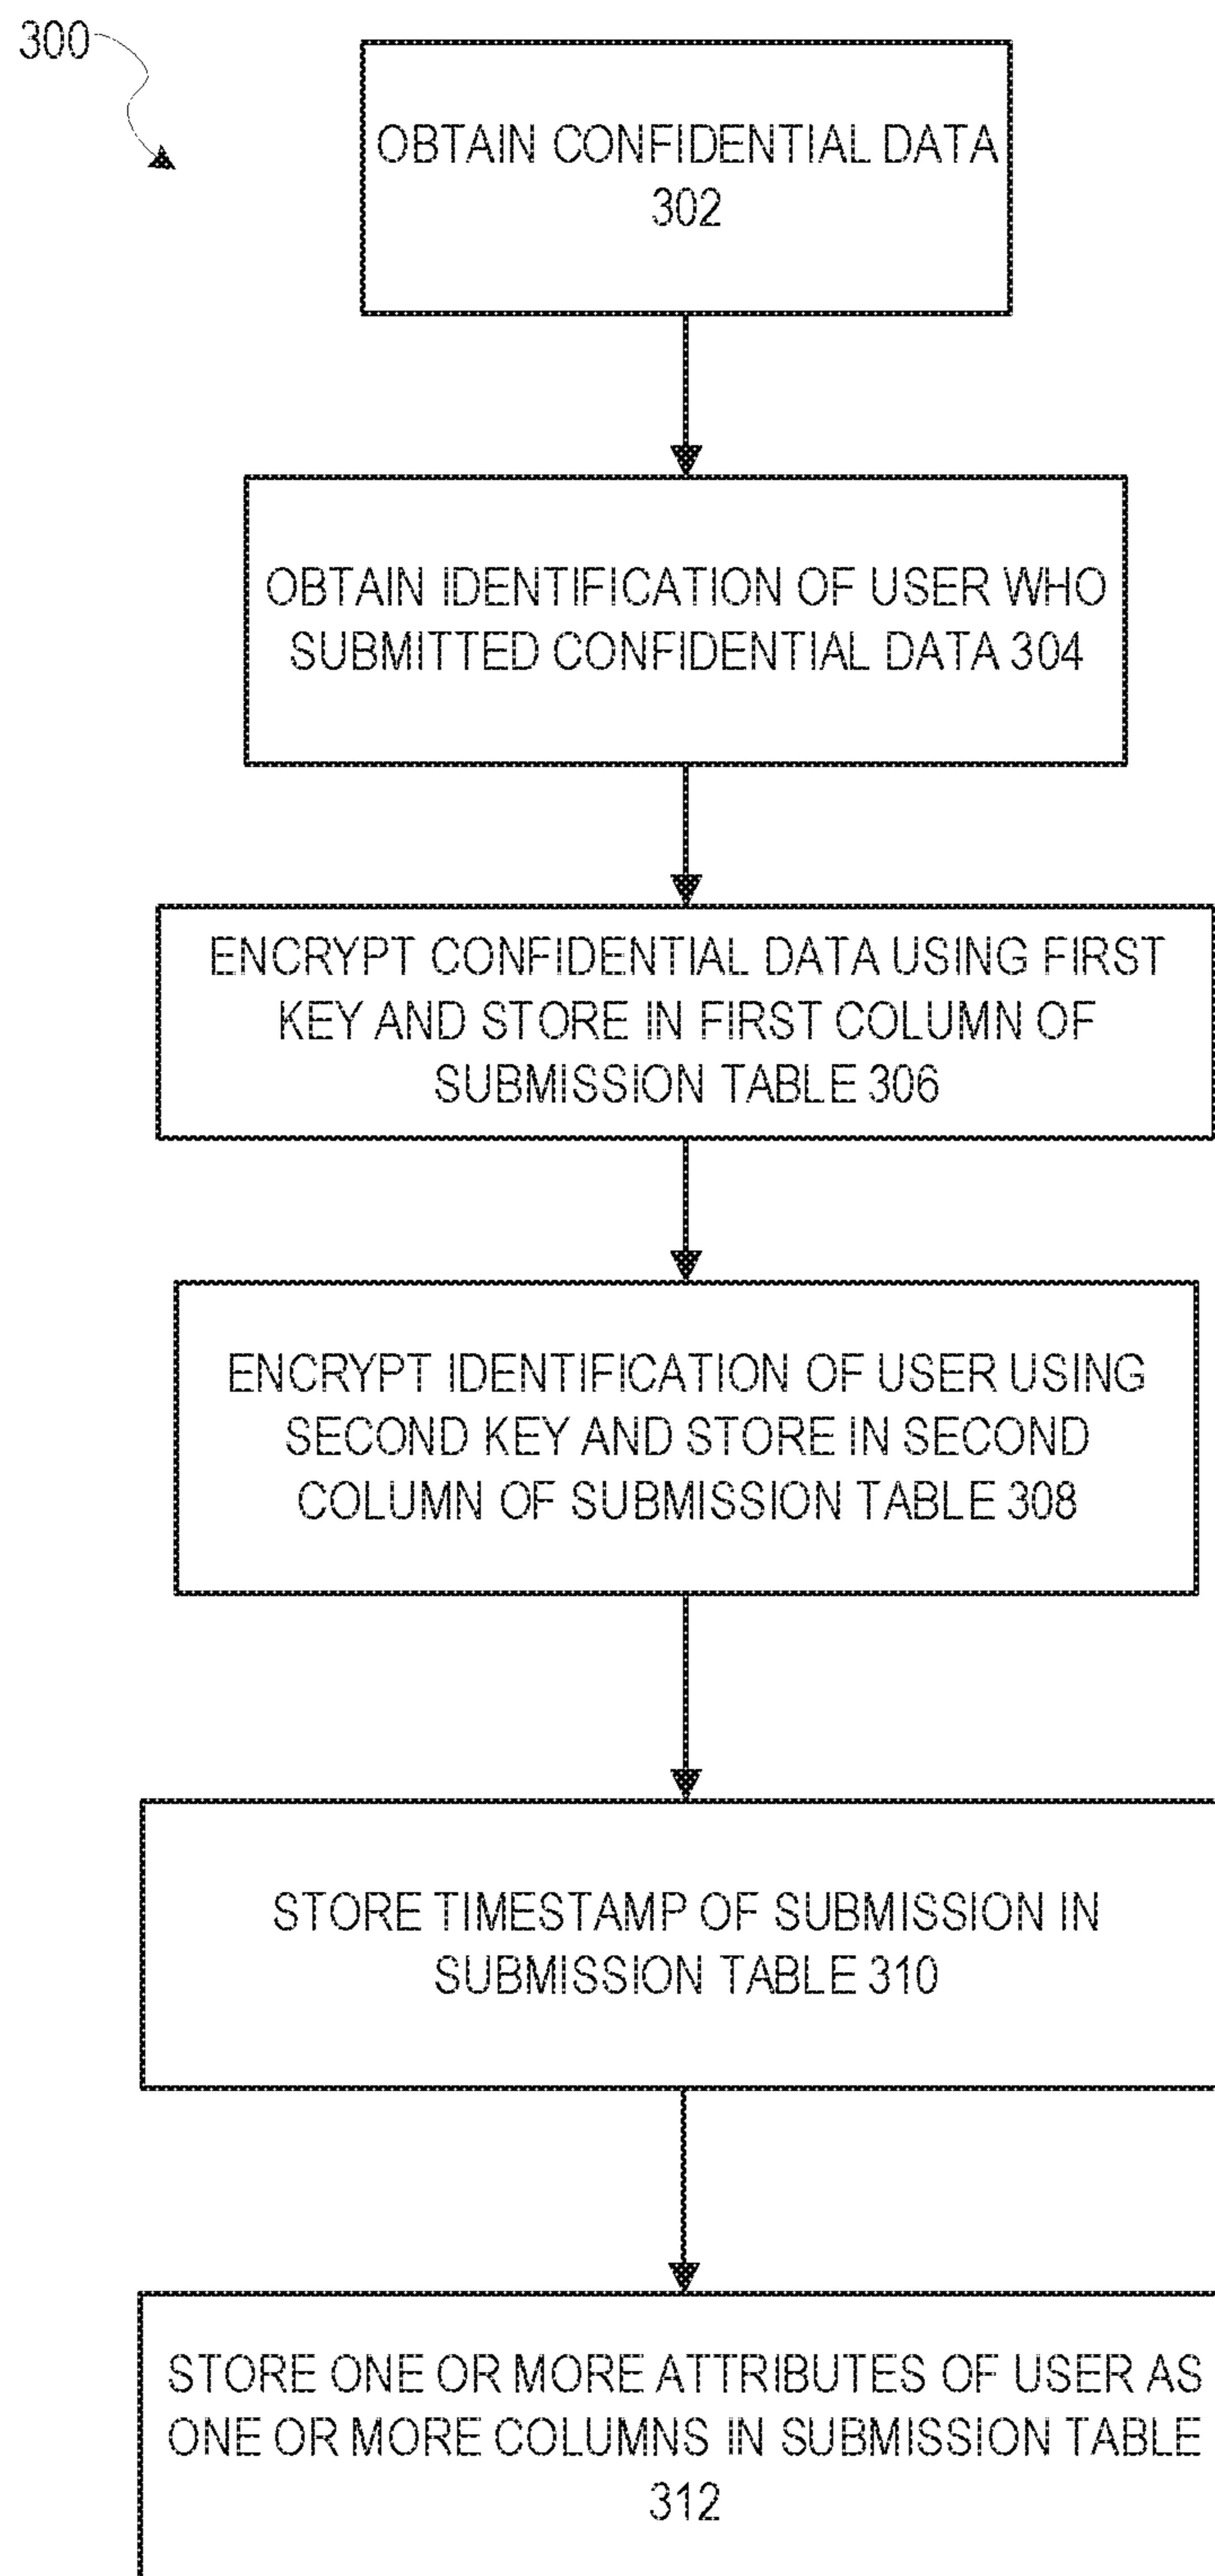 300
OBTAIN CONFIDENTIAL DATA
302
OBTAIN IDENTIFICATION OF USER WHO
SUBMITTED CONFIDENTIAL DATA 304
ENCRYPT CONFIDENTIAL DATA USING FIRST
KEY AND STORE IN FIRST COLUMN OF
SUBMISSION TABLE 306
ENCRYPT IDENTIFICATION OF USER USING
SECOND KEY AND STORE IN SECOND
COLUMN OF SUBMISSION TABLE 308
STORE TIMESTAMP OF SUBMISSION IN
SUBMISSION TABLE 310
STORE ONE OR MORE ATTRIBUTES OF USER AS
ONE OR MORE COLUMNS IN SUBMISSION TABLE
312